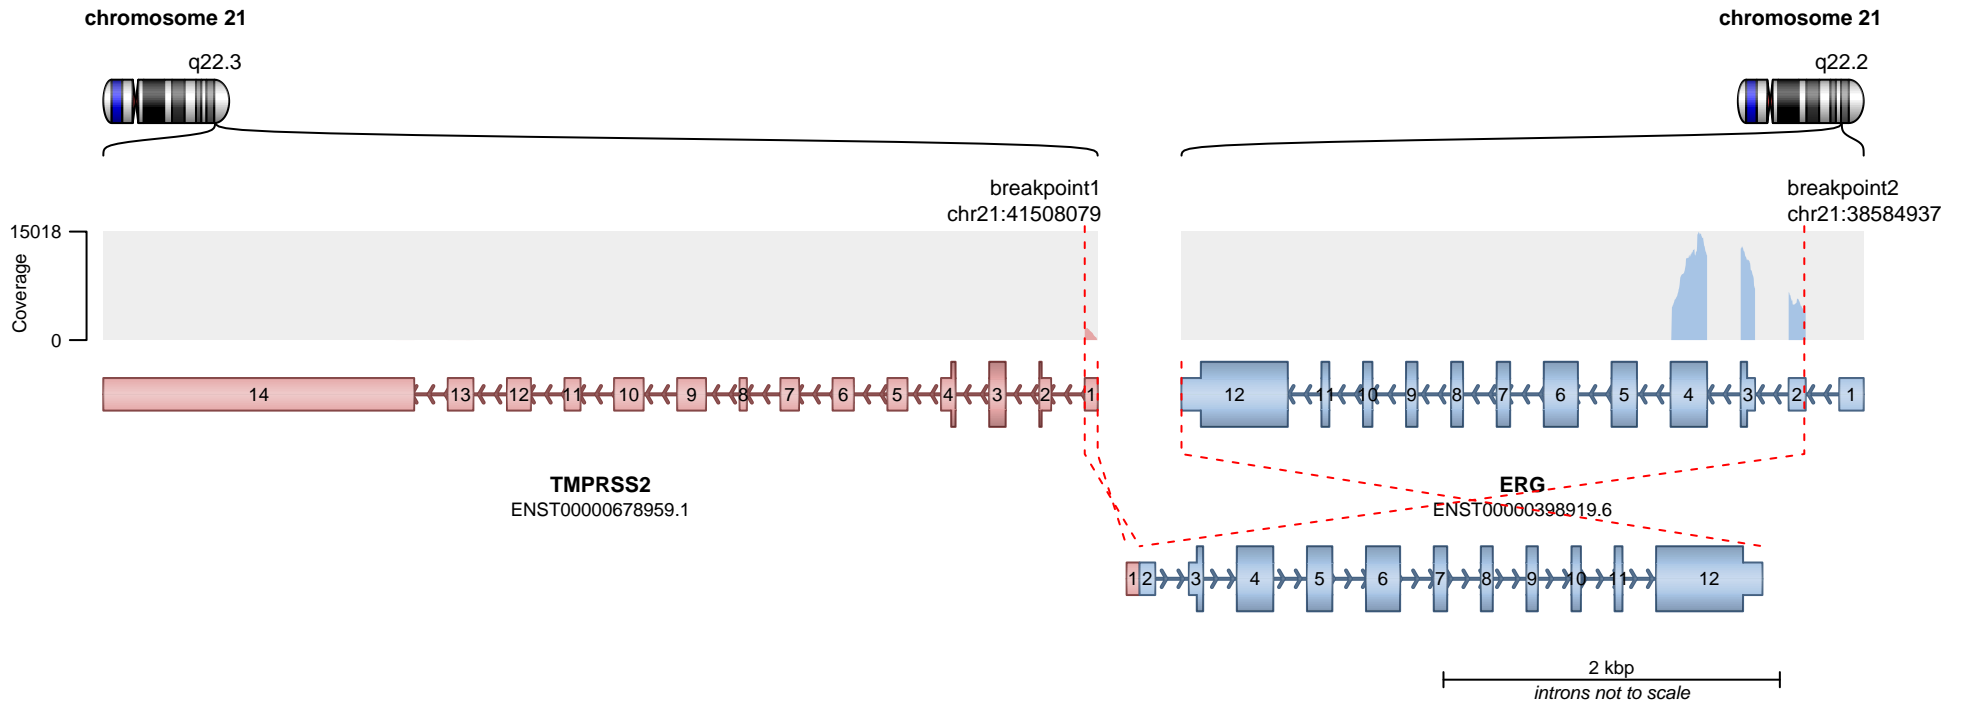 chromosome 21
chromosome 21
q22.3
q22.2
breakpoint1
chr21:41508079
breakpoint2
chr21:38584937
15018
Coverage
0
14 13 12 11 10 9 8 7 6 5 4 3 2 1
12 11 10 9 8 7 6 5 4 3 2 1
TMPRSS2
ENST00000678959.1
ERG
ENST00000398919.6
1 2 3 4 5 6 7 8 9 10 11 12
2 kbp
introns not to scale